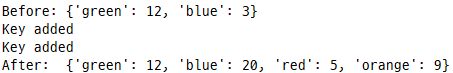 Before: {'green': 12, 'blue': 3}
Key added
Key added
After:  {'green': 12, 'blue': 20, 'red': 5, 'orange': 9}